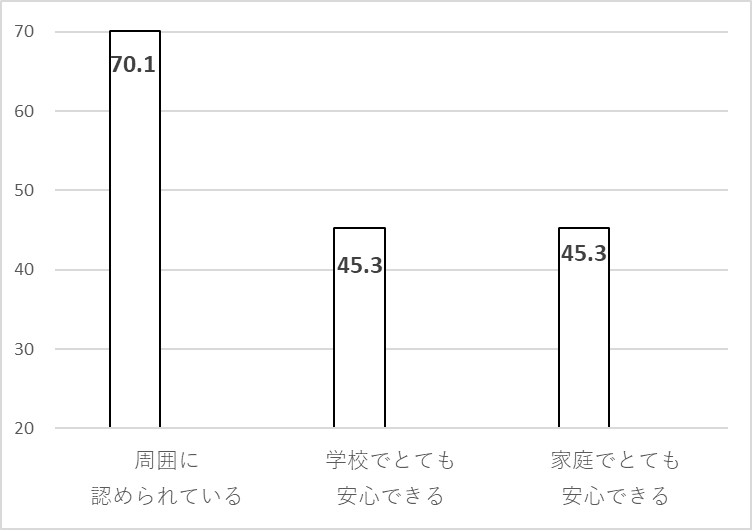 70
60
50
40
30
20
70.1
45.3
45.3
周囲に
認められている
学校でとても
安心できる
家庭でとても
安心できる